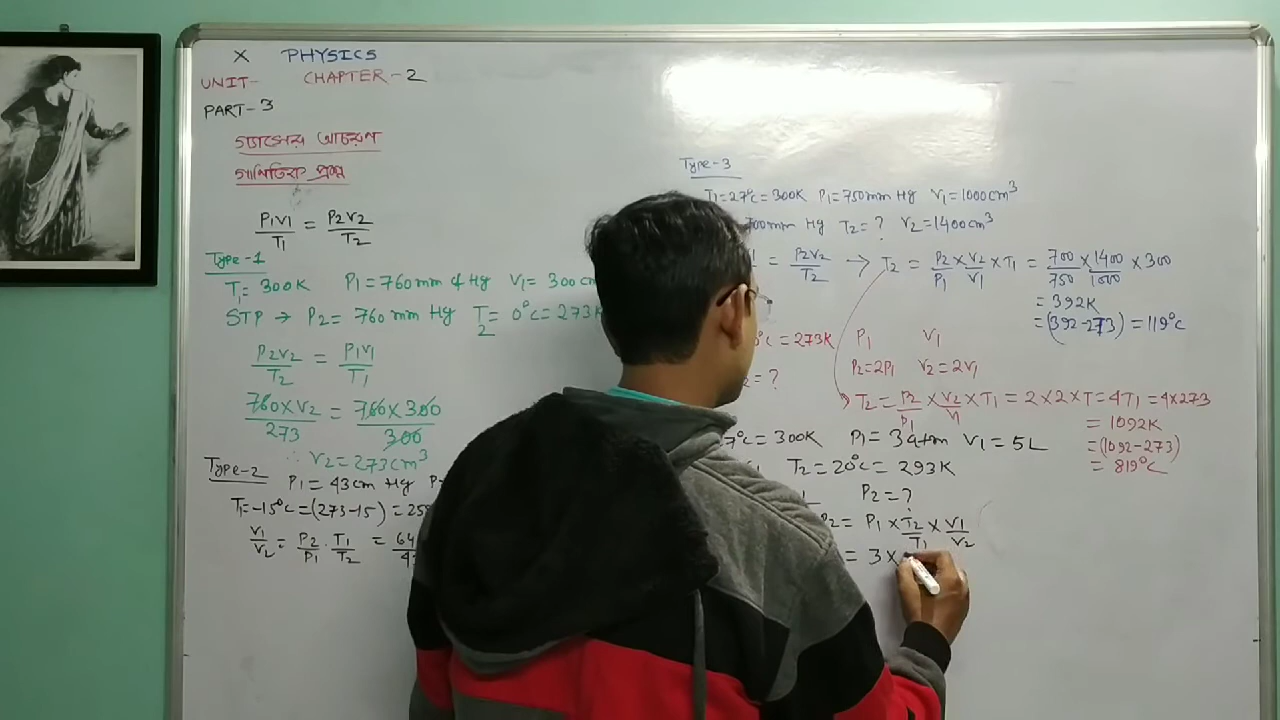 X PHYSICS
UNIT- CHAPTER-2
PART-3
গ্যাসের আচরণ
গাণিতিক প্রশ্ন
P1V1/T1 = P2V2/T2
Type-1
T1= 300K P1=760mm of Hg V1= 300 cm
STP → P2= 760 mm Hg T2= 0°C=273K
P2V2/T2 = P1V1/T1
760×V2/273 = 760×300/300
∴ V2=273cm³
Type-2 P1=43cm Hg P
T1=-15°C=(273-15)=258
V1/V2 = P2/P1 . T1/T2 = 64
Type-3
T1=27°C=300K P1=750mm Hg V1=1000cm³
700mm Hg T2=? V2=1400cm³
= P2V2/T2 → T2 = P2/P1 × V2/V1 × T1 = 700/750 × 1400/1000 × 300
= 392K
=(392-273)=119°C
0°C=273K P1 V1
=? P2=2P1 V2=2V1
T2 = P2/P1 × V2/V1 × T1 = 2×2×T=4T1=4×273
= 1092K
=(1092-273)
= 819°C
7°C=300K P1= 3atm V1=5L
T2=20°C=293K
P2=?
P2= P1 × T2/T1 × V1/V2
= 3×